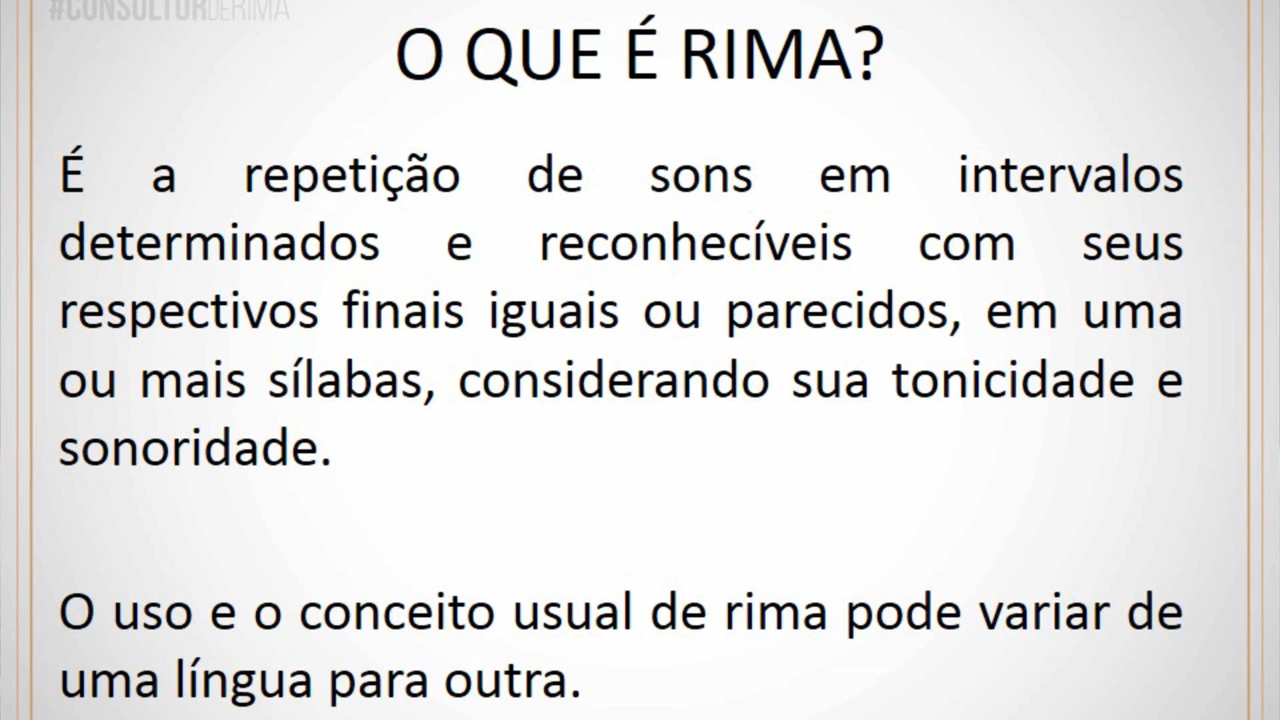 #CONSULTORDERIMA
O QUE É RIMA?
É a repetição de sons em intervalos
determinados e reconhecíveis com seus
respectivos finais iguais ou parecidos, em uma
ou mais sílabas, considerando sua tonicidade e
sonoridade.
O uso e o conceito usual de rima pode variar de
uma língua para outra.